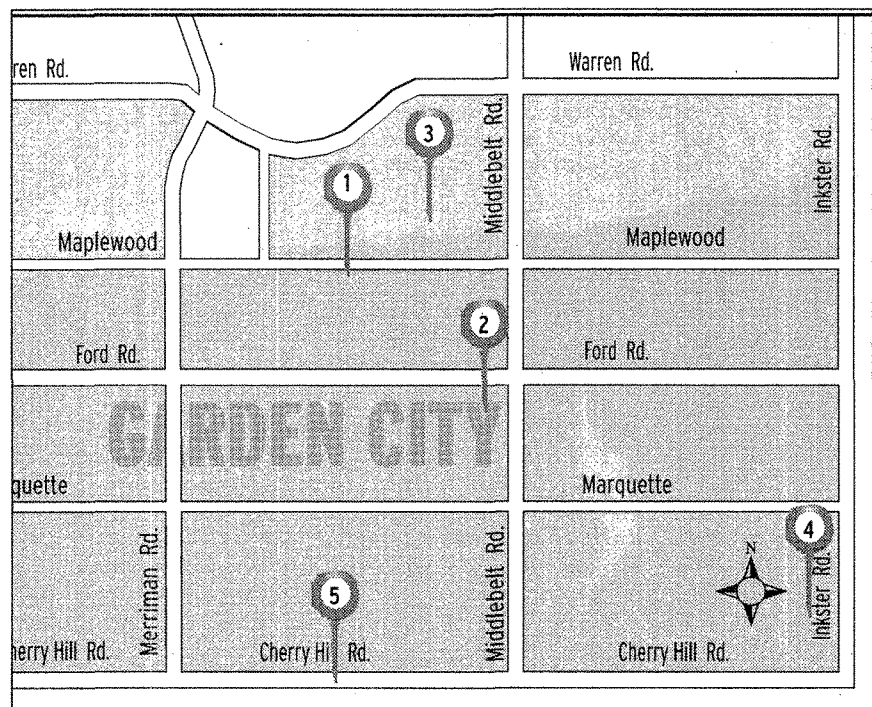 ren Rd.
Warren Rd.
3
Middlebelt Rd.
Inkster Rd.
1
Maplewood
Maplewood
2
Ford Rd.
Ford Rd.
GARDEN CITY
quette
Marquette
4
N
Merriman Rd.
Middlebelt Rd.
Inkster Rd.
5
herry Hill Rd.
Cherry Hi Rd.
Cherry Hill Rd.